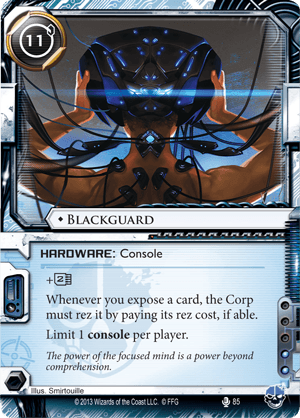 11
♦ BLACKGUARD
HARDWARE: Console
+2
Whenever you expose a card, the Corp
must rez it by paying its rez cost, if able.
Limit 1 console per player.
The power of the focused mind is a power beyond
comprehension.
Illus. Smirtouille
© 2013 Wizards of the Coast LLC. © FFG
85